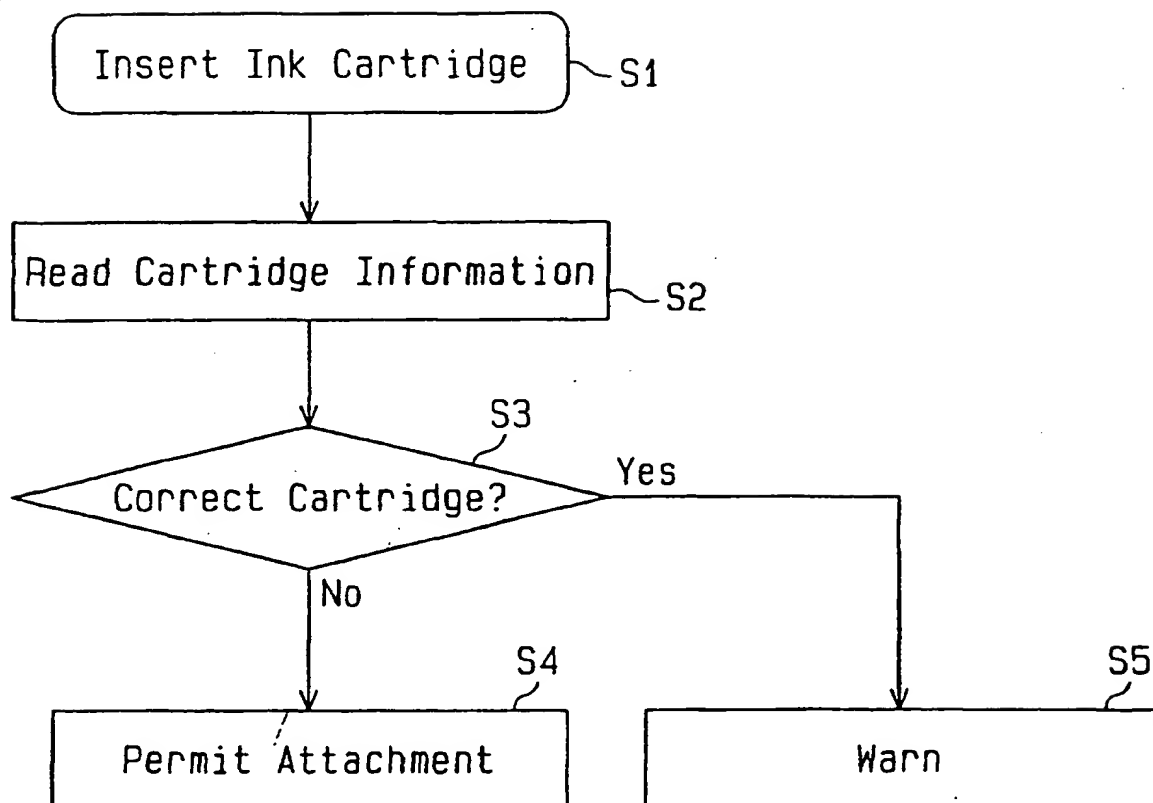 Insert Ink Cartridge
S1
Read Cartridge Information
S2
S3
Correct Cartridge?
Yes
No
S4
S5
Permit Attachment
Warn